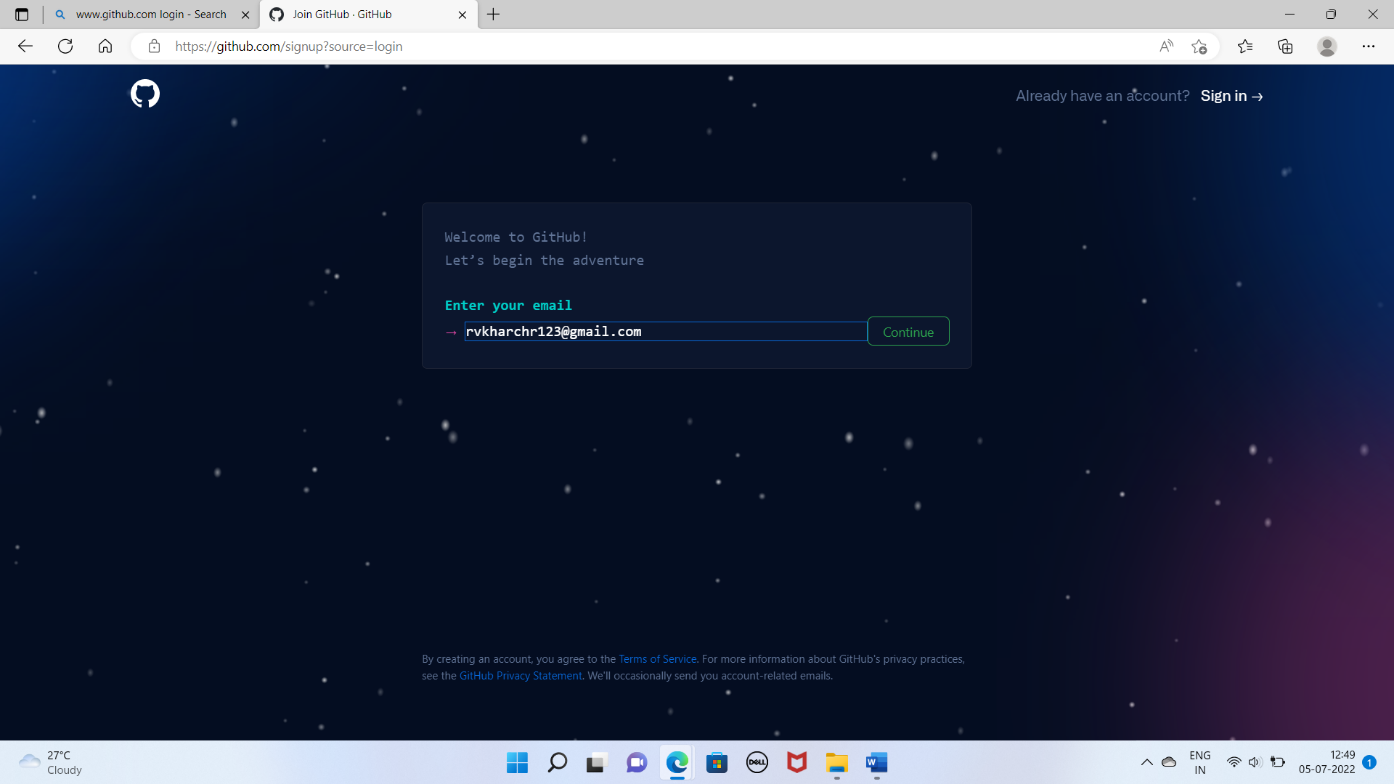 www.github.com login - Search
Join GitHub · GitHub
https://github.com/signup?source=login
Already have an account? Sign in →
Welcome to GitHub!
Let's begin the adventure
Enter your email
→ rvkharchr123@gmail.com
Continue
By creating an account, you agree to the Terms of Service. For more information about GitHub's privacy practices,
see the GitHub Privacy Statement. We'll occasionally send you account-related emails.
27°C
Cloudy
DELL
ENG
IN
12:49
05-07-2022
1